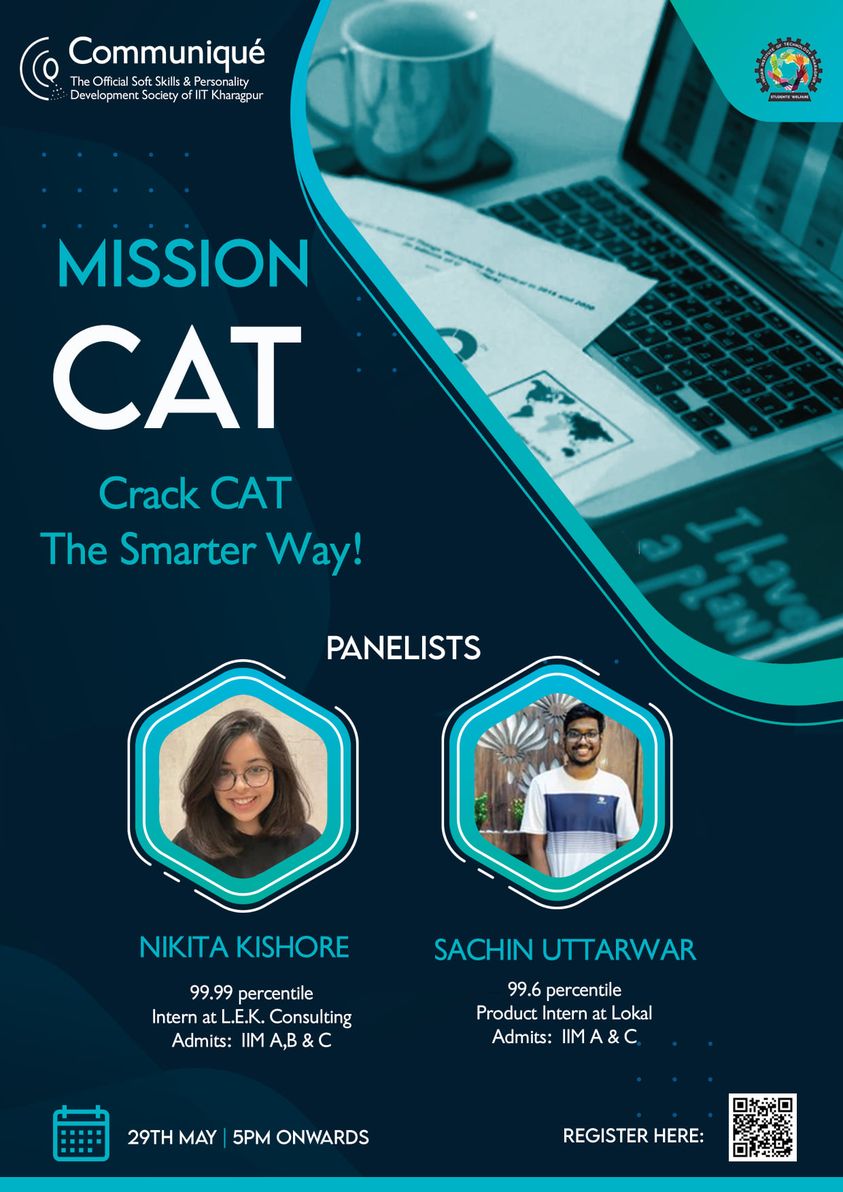 Communiqué
The Official Soft Skills & Personality
Development Society of IIT Kharagpur
STUDENTS' WELFARE
MISSION
CAT
Crack CAT
The Smarter Way!
I have
a plan!
PANELISTS
NIKITA KISHORE
99.99 percentile
Intern at L.E.K. Consulting
Admits: IIM A,B & C
SACHIN UTTARWAR
99.6 percentile
Product Intern at Lokal
Admits: IIM A & C
29TH MAY | 5PM ONWARDS
REGISTER HERE: